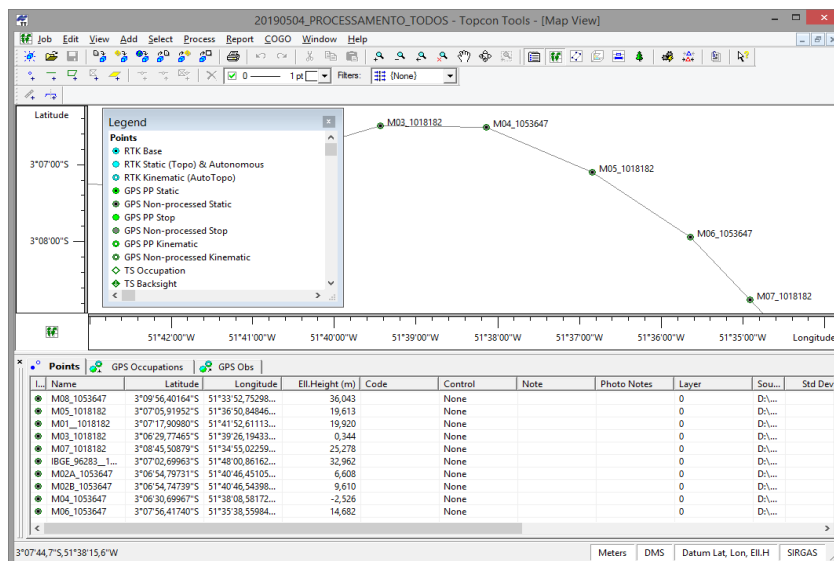 20190504_PROCESSAMENTO_TODOS - Topcon Tools - [Map View]
Job Edit View Add Select Process Report COGO Window Help
0 1 pt Filters: {None}
Latitude
3°07'00"S
3°08'00"S
Legend
Points
RTK Base
RTK Static (Topo) & Autonomous
RTK Kinematic (AutoTopo)
GPS PP Static
GPS Non-processed Static
GPS PP Stop
GPS Non-processed Stop
GPS PP Kinematic
GPS Non-processed Kinematic
TS Occupation
TS Backsight
M03_1018182
M04_1053647
M05_1018182
M06_1053647
M07_1018182
51°42'00"W 51°41'00"W 51°40'00"W 51°39'00"W 51°38'00"W 51°37'00"W 51°36'00"W 51°35'00"W Longitude
Points GPS Occupations GPS Obs
I... Name Latitude Longitude Ell.Height (m) Code Control Note Photo Notes Layer Sou... Std Dev
M08_1053647 3°09'56,40164"S 51°33'52,75298... 36,043 None 0 D:\...
M05_1018182 3°07'05,91952"S 51°36'50,84846... 19,613 None 0 D:\...
M01__1018182 3°07'17,90980"S 51°41'52,61113... 19,920 None 0 D:\...
M03_1018182 3°06'29,77465"S 51°39'26,19433... 0,344 None 0 D:\...
M07_1018182 3°08'45,50879"S 51°34'55,02259... 25,278 None 0 D:\...
IBGE_96283__1... 3°07'02,69963"S 51°48'00,86162... 32,962 None 0 D:\...
M02A_1053647 3°06'54,79731"S 51°40'46,45105... 6,608 None 0 D:\...
M02B_1053647 3°06'54,74739"S 51°40'46,54398... 9,610 None 0 D:\...
M04_1053647 3°06'30,69967"S 51°38'08,58172... -2,526 None 0 D:\...
M06_1053647 3°07'56,41740"S 51°35'38,55984... 14,682 None 0 D:\...
3°07'44,7"S,51°38'15,6"W Meters DMS Datum Lat, Lon, Ell.H SIRGAS